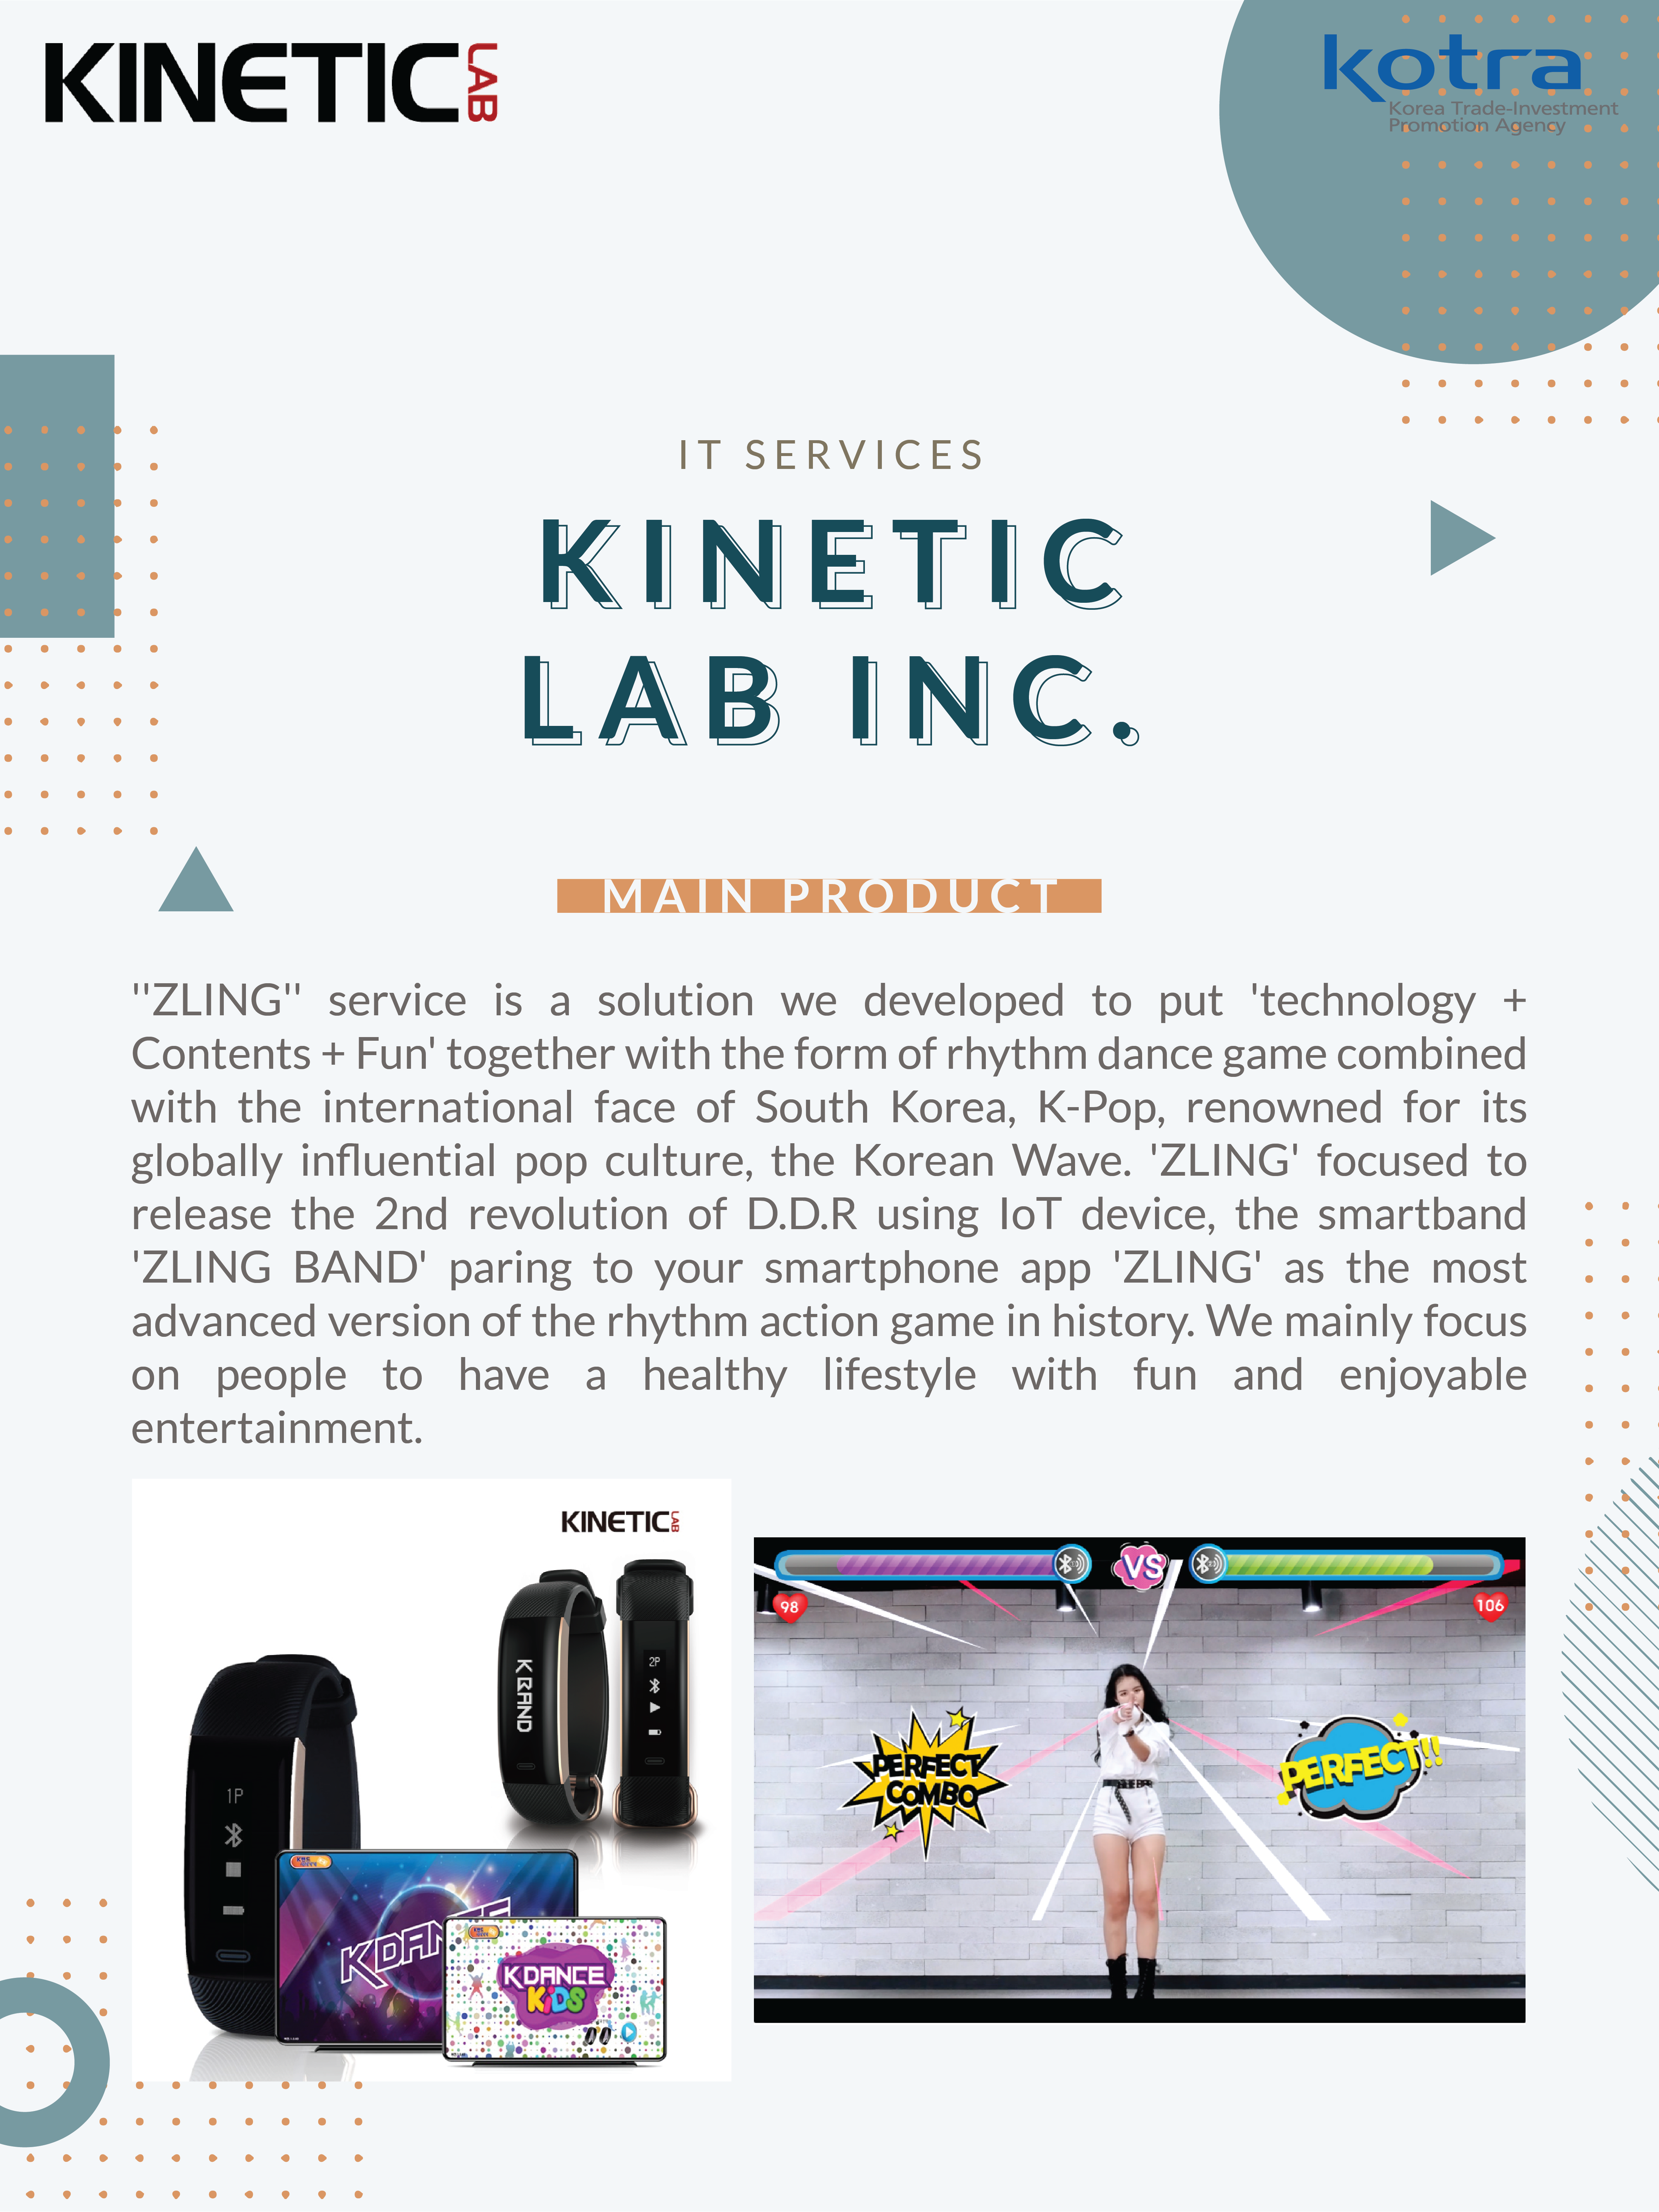 KINETIC LAB
kotra
Korea Trade-Investment
Promotion Agency
IT SERVICES
KINETIC
LAB INC.
MAIN PRODUCT
"ZLING" service is a solution we developed to put 'technology +
Contents + Fun' together with the form of rhythm dance game combined
with the international face of South Korea, K-Pop, renowned for its
globally influential pop culture, the Korean Wave. 'ZLING' focused to
release the 2nd revolution of D.D.R using IoT device, the smartband
'ZLING BAND' paring to your smartphone app 'ZLING' as the most
advanced version of the rhythm action game in history. We mainly focus
on people to have a healthy lifestyle with fun and enjoyable
entertainment.
KINETIC LAB
K BAND
2P
1P
KDANCE
KIDS
VS
98
106
PERFECT
COMBO
PERFECT!!